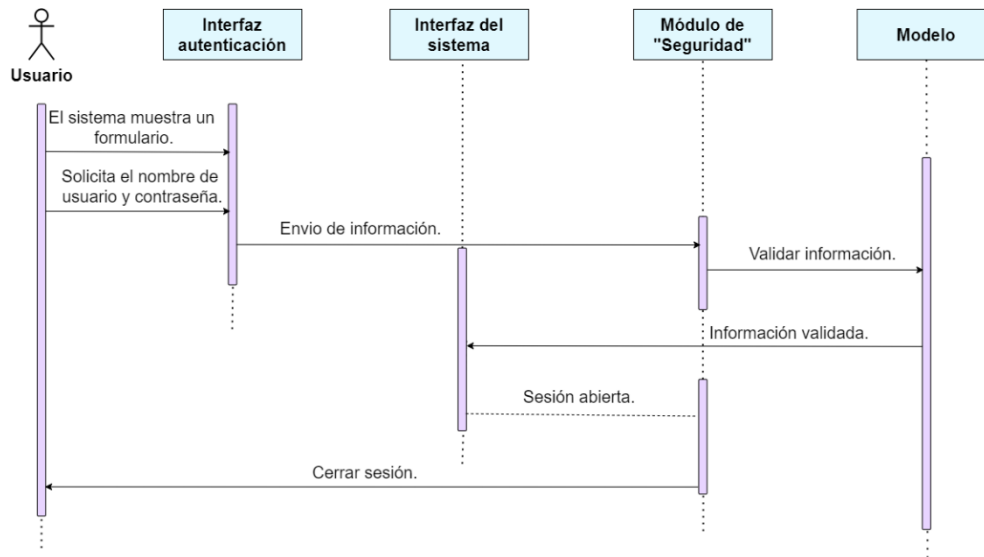 Usuario
Interfaz
autenticación
Interfaz del
sistema
Módulo de
"Seguridad"
Modelo
El sistema muestra un
formulario.
Solicita el nombre de
usuario y contraseña.
Envio de información.
Validar información.
Información validada.
Sesión abierta.
Cerrar sesión.